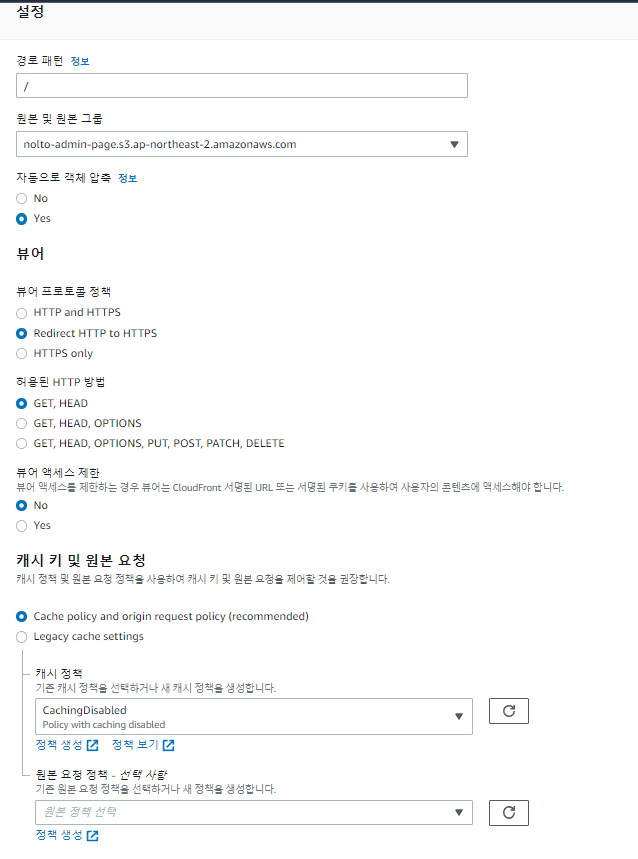 설정
경로 패턴 정보
/
원본 및 원본 그룹
nolto-admin-page.s3.ap-northeast-2.amazonaws.com
자동으로 객체 압축 정보
No
Yes
뷰어
뷰어 프로토콜 정책
HTTP and HTTPS
Redirect HTTP to HTTPS
HTTPS only
허용된 HTTP 방법
GET, HEAD
GET, HEAD, OPTIONS
GET, HEAD, OPTIONS, PUT, POST, PATCH, DELETE
뷰어 액세스 제한
뷰어 액세스를 제한하는 경우 뷰어는 CloudFront 서명된 URL 또는 서명된 쿠키를 사용하여 사용자의 콘텐츠에 액세스해야 합니다.
No
Yes
캐시 키 및 원본 요청
캐시 정책 및 원본 요청 정책을 사용하여 캐시 키 및 원본 요청을 제어할 것을 권장합니다.
Cache policy and origin request policy (recommended)
Legacy cache settings
캐시 정책
기존 캐시 정책을 선택하거나 새 캐시 정책을 생성합니다.
CachingDisabled
Policy with caching disabled
정책 생성 정책 보기
원본 요청 정책 - 선택 사항
기존 원본 요청 정책을 선택하거나 새 정책을 생성합니다.
원본 정책 선택
정책 생성